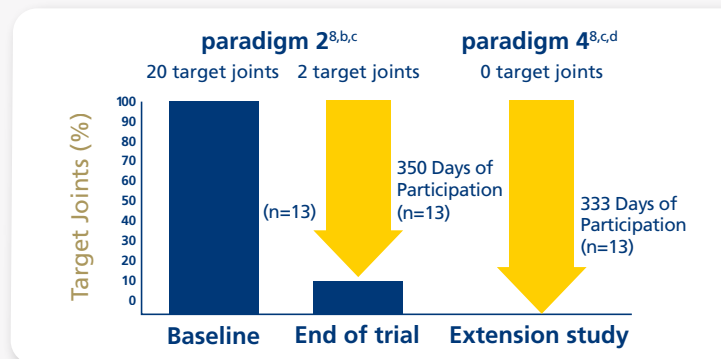 paradigm 28,b,c
20 target joints 2 target joints
paradigm 48,c,d
0 target joints
Target Joints (%)
100
90
80
70
60
50
40
30
20
10
0
(n=13)
350 Days of
Participation
(n=13)
333 Days of
Participation
(n=13)
Baseline
End of trial
Extension study